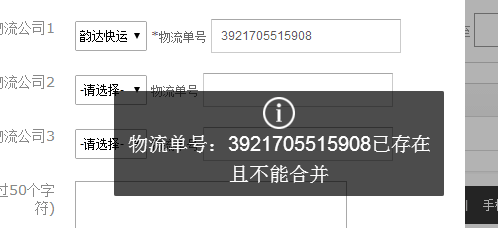 物流公司1 韵达快运 *物流单号 3921705515908 至
物流公司2 -请选择- 物流单号
物流公司3 -请选择-
物流单号：3921705515908已存在
且不能合并
过50个字
符)
手机